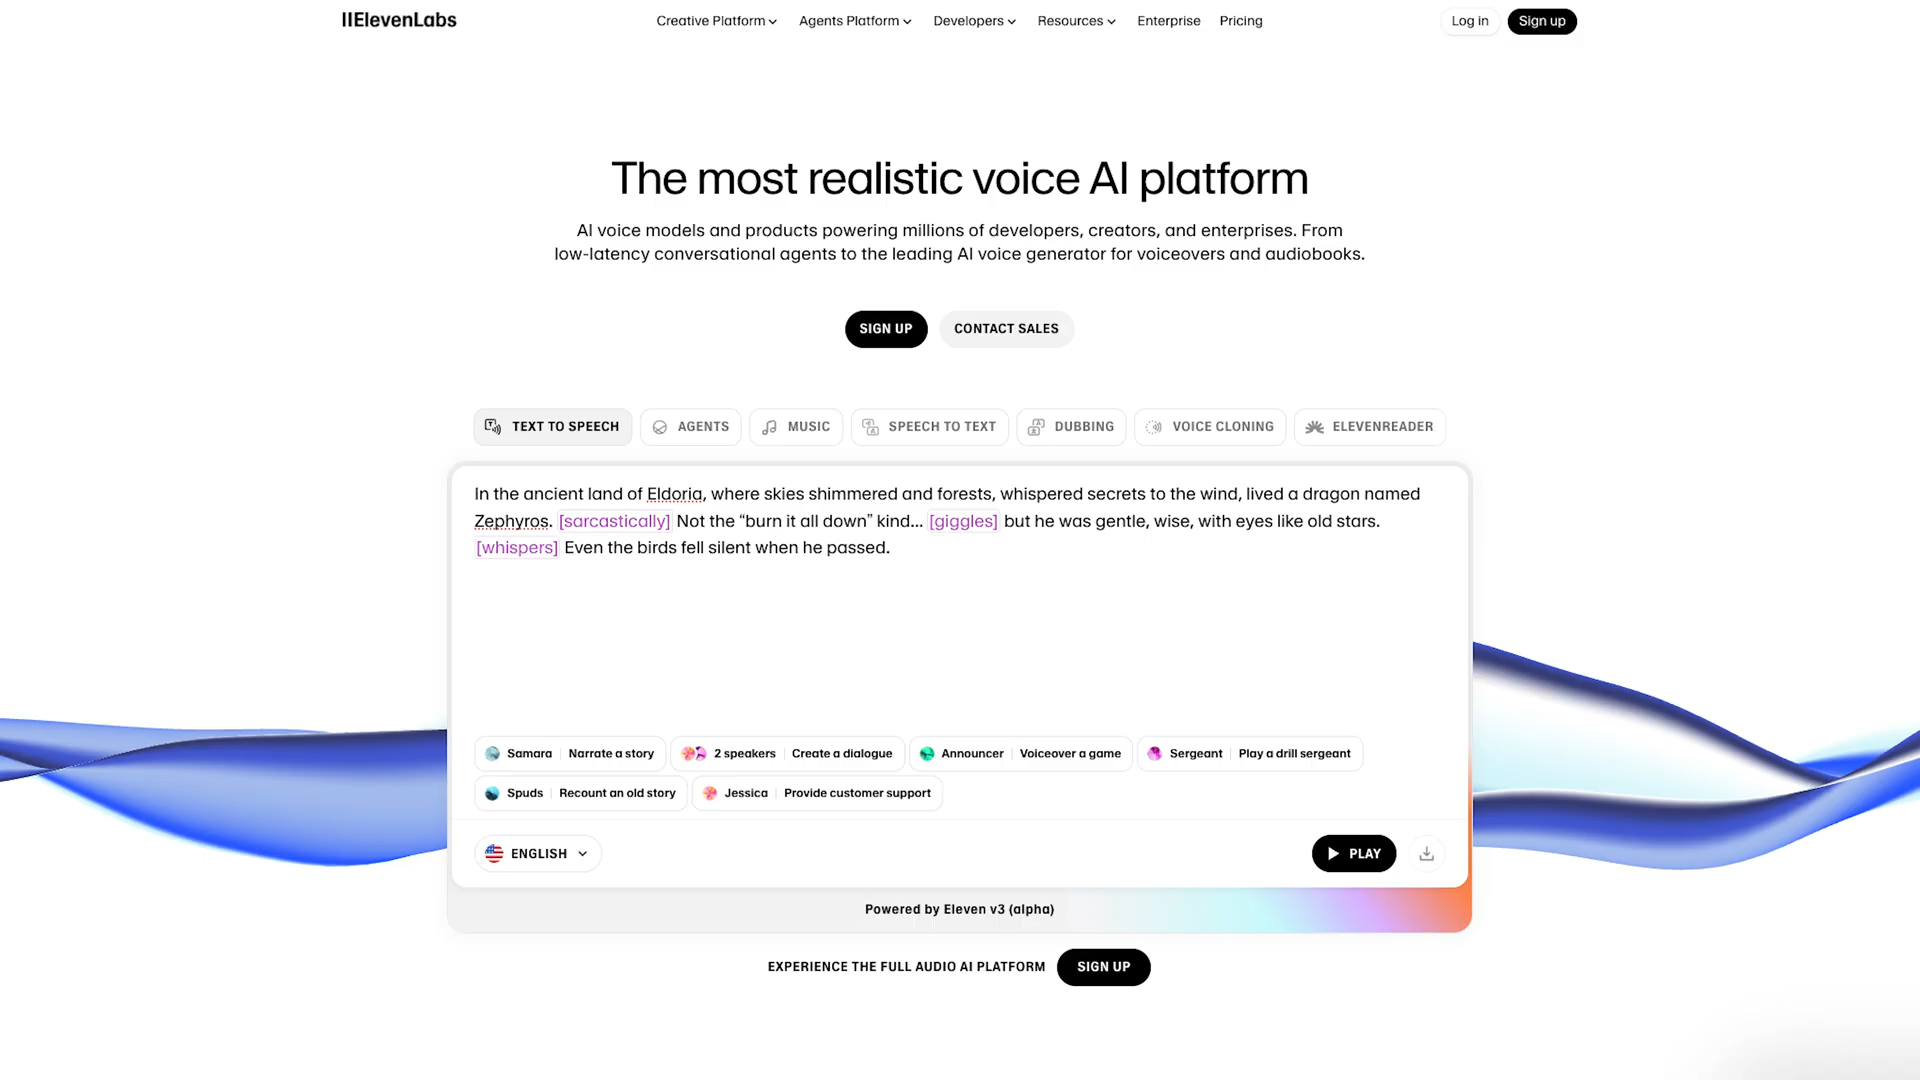 IIElevenLabs
Creative Platform
Agents Platform
Developers
Resources
Enterprise
Pricing
Log in
Sign up
The most realistic voice AI platform
AI voice models and products powering millions of developers, creators, and enterprises. From
low-latency conversational agents to the leading AI voice generator for voiceovers and audiobooks.
SIGN UP
CONTACT SALES
TEXT TO SPEECH
AGENTS
MUSIC
SPEECH TO TEXT
DUBBING
VOICE CLONING
ELEVENREADER
In the ancient land of Eldoria, where skies shimmered and forests, whispered secrets to the wind, lived a dragon named
Zephyros. [sarcastically] Not the “burn it all down” kind... [giggles] but he was gentle, wise, with eyes like old stars.
[whispers] Even the birds fell silent when he passed.
Samara | Narrate a story
2 speakers | Create a dialogue
Announcer | Voiceover a game
Sergeant | Play a drill sergeant
Spuds | Recount an old story
Jessica | Provide customer support
ENGLISH
PLAY
Powered by Eleven v3 (alpha)
EXPERIENCE THE FULL AUDIO AI PLATFORM
SIGN UP